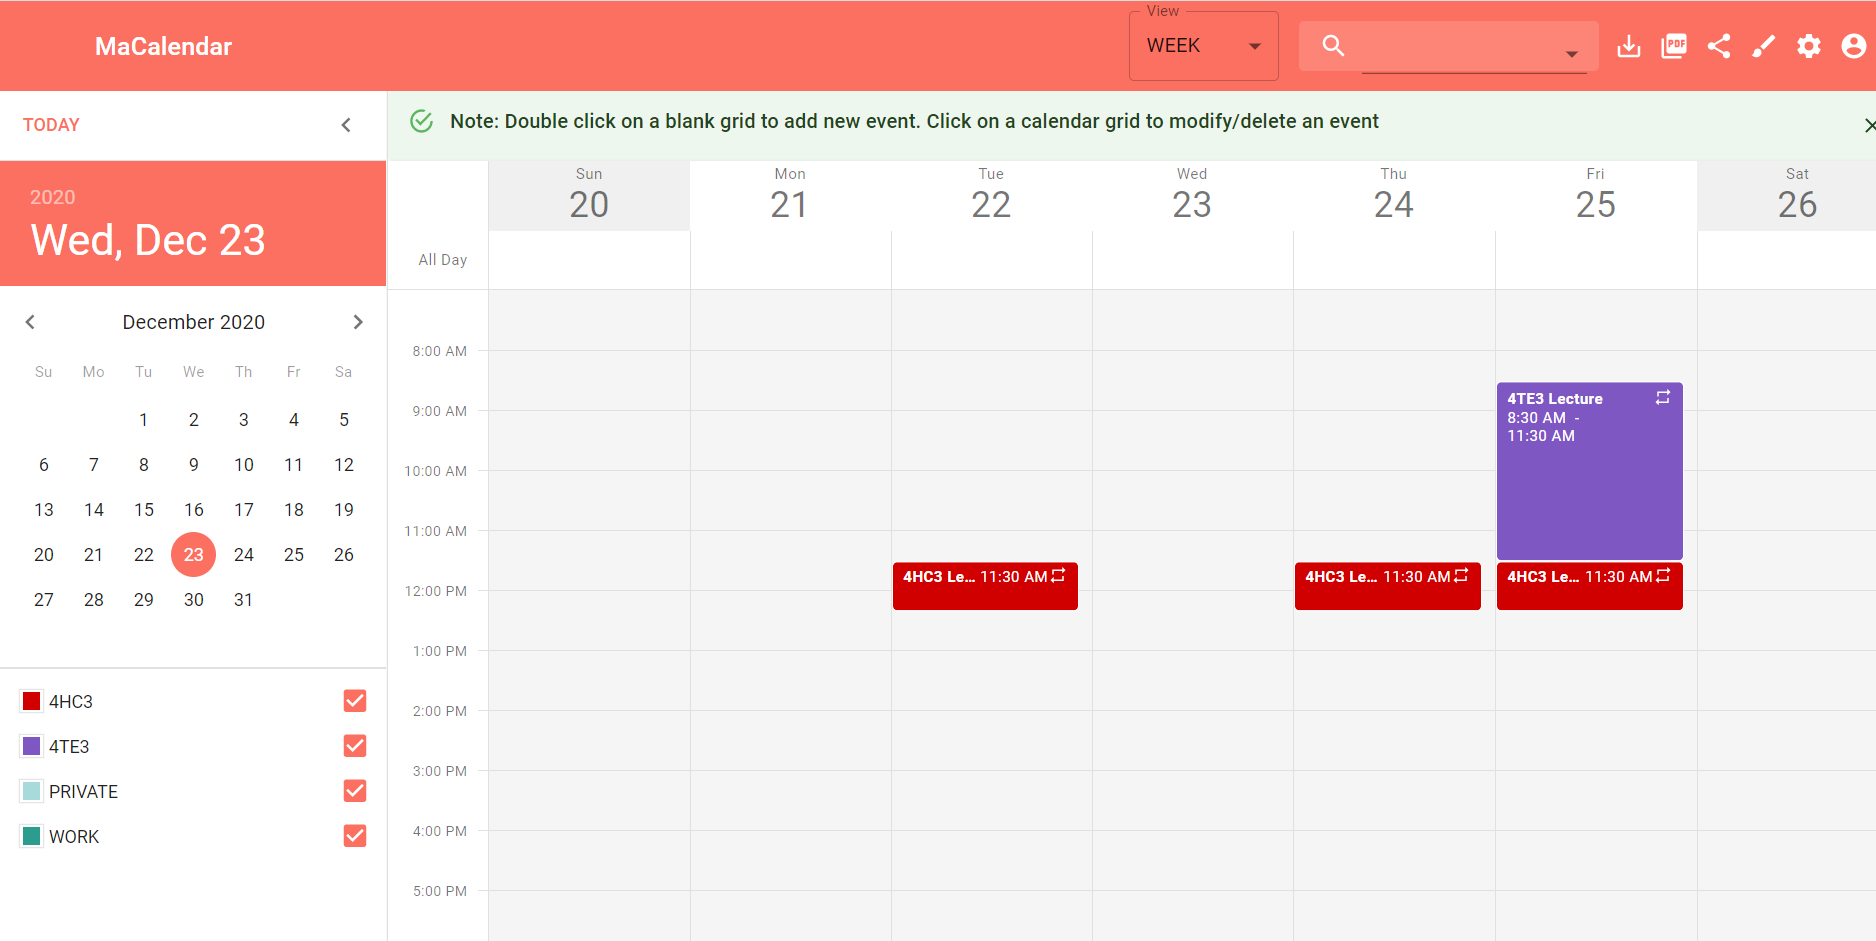 MaCalendar
View
WEEK
PDF
TODAY
Note: Double click on a blank grid to add new event. Click on a calendar grid to modify/delete an event
2020
Wed, Dec 23
December 2020
Su Mo Tu We Th Fr Sa
1 2 3 4 5
6 7 8 9 10 11 12
13 14 15 16 17 18 19
20 21 22 23 24 25 26
27 28 29 30 31
4HC3
4TE3
PRIVATE
WORK
Sun Mon Tue Wed Thu Fri Sat
20 21 22 23 24 25 26
All Day
8:00 AM
4TE3 Lecture
8:30 AM -
11:30 AM
9:00 AM
10:00 AM
11:00 AM
4HC3 Le... 11:30 AM
4HC3 Le... 11:30 AM
4HC3 Le... 11:30 AM
12:00 PM
1:00 PM
2:00 PM
3:00 PM
4:00 PM
5:00 PM